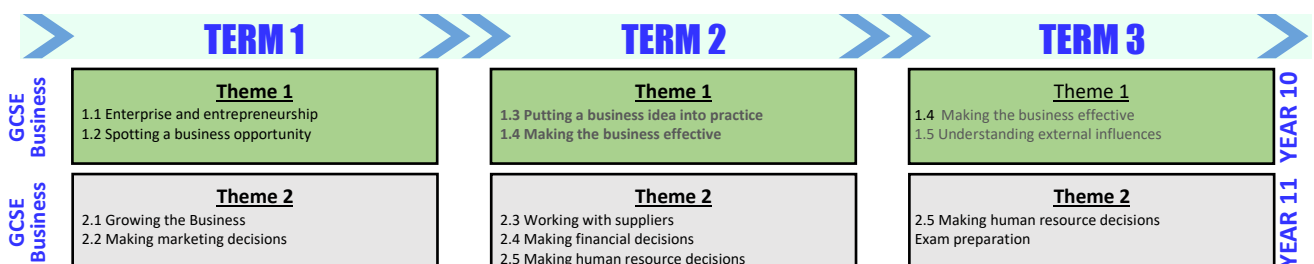 TERM 1
TERM 2
TERM 3
GCSE
Business
Theme 1
1.1 Enterprise and entrepreneurship
1.2 Spotting a business opportunity
Theme 1
1.3 Putting a business idea into practice
1.4 Making the business effective
Theme 1
1.4 Making the business effective
1.5 Understanding external influences
YEAR 10
GCSE
Business
Theme 2
2.1 Growing the Business
2.2 Making marketing decisions
Theme 2
2.3 Working with suppliers
2.4 Making financial decisions
2.5 Making human resource decisions
Theme 2
2.5 Making human resource decisions
Exam preparation
YEAR 11